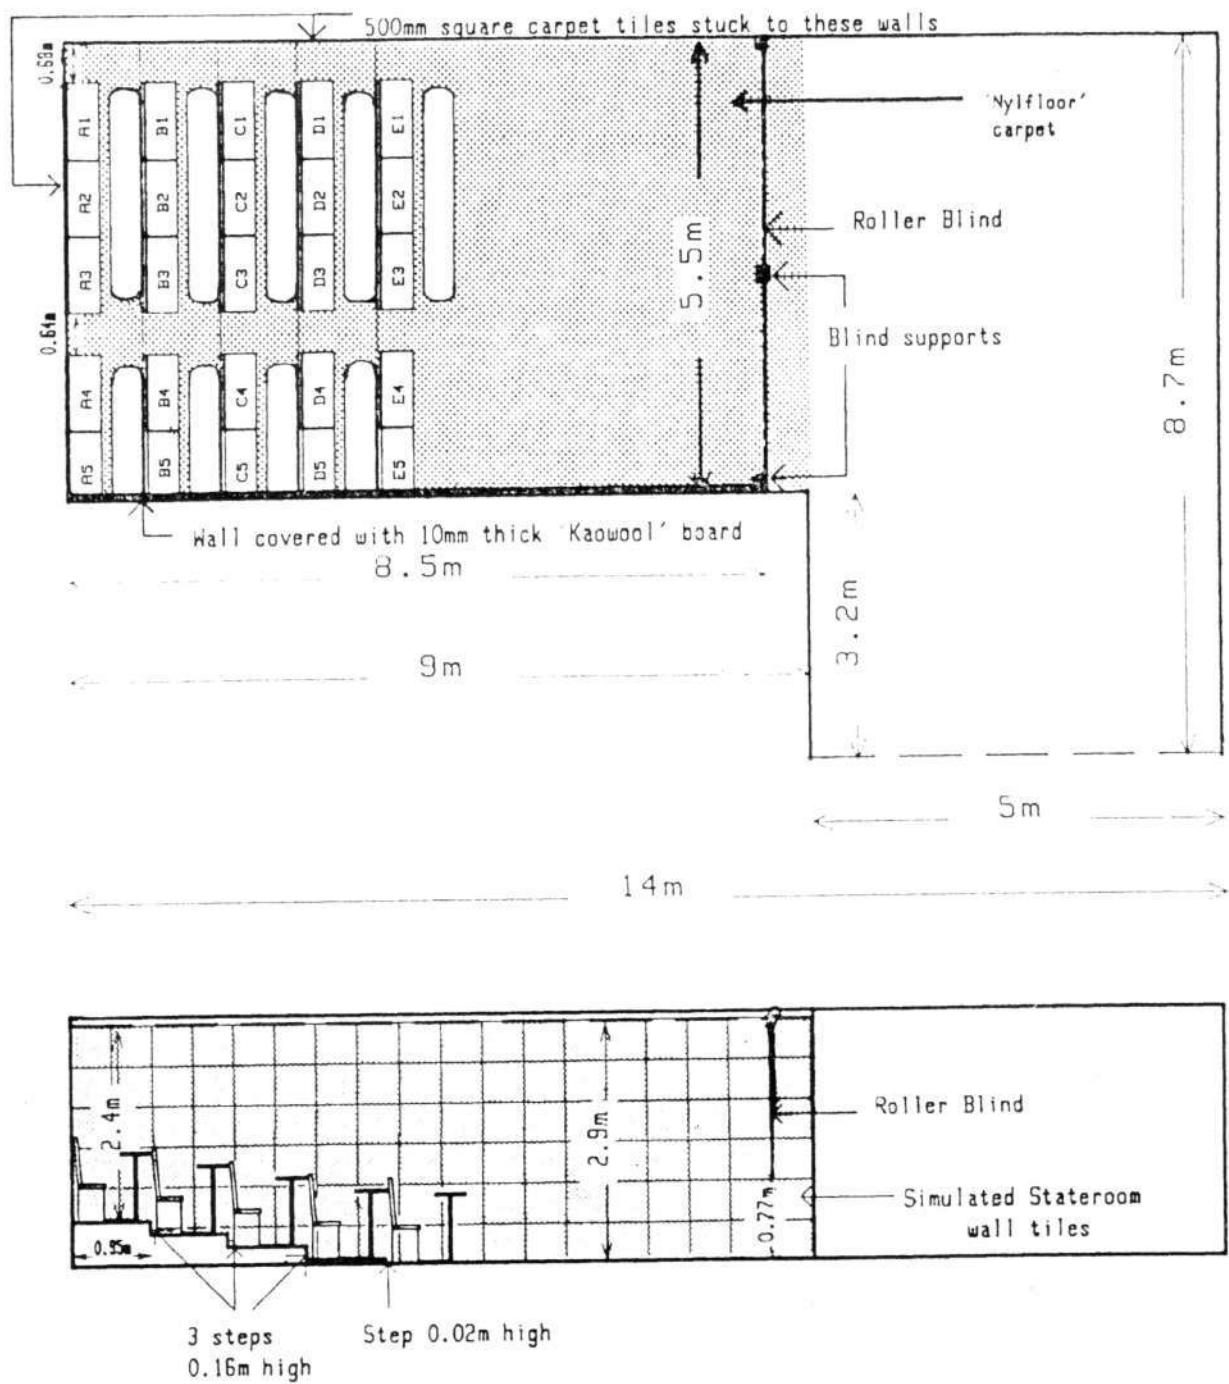 500mm square carpet tiles stuck to these walls
0.68m
A1
B1
C1
D1
E1
'Nylfloor'
carpet
A2
B2
C2
D2
E2
Roller Blind
5.5m
A3
B3
C3
D3
E3
0.64m
Blind supports
8.7m
A4
B4
C4
D4
E4
A5
B5
C5
D5
E5
Wall covered with 10mm thick 'Kaowool' board
8.5m
3.2m
9m
5m
14m
2.4m
2.9m
Roller Blind
0.77m
Simulated Stateroom
wall tiles
0.95m
3 steps
0.16m high
Step 0.02m high